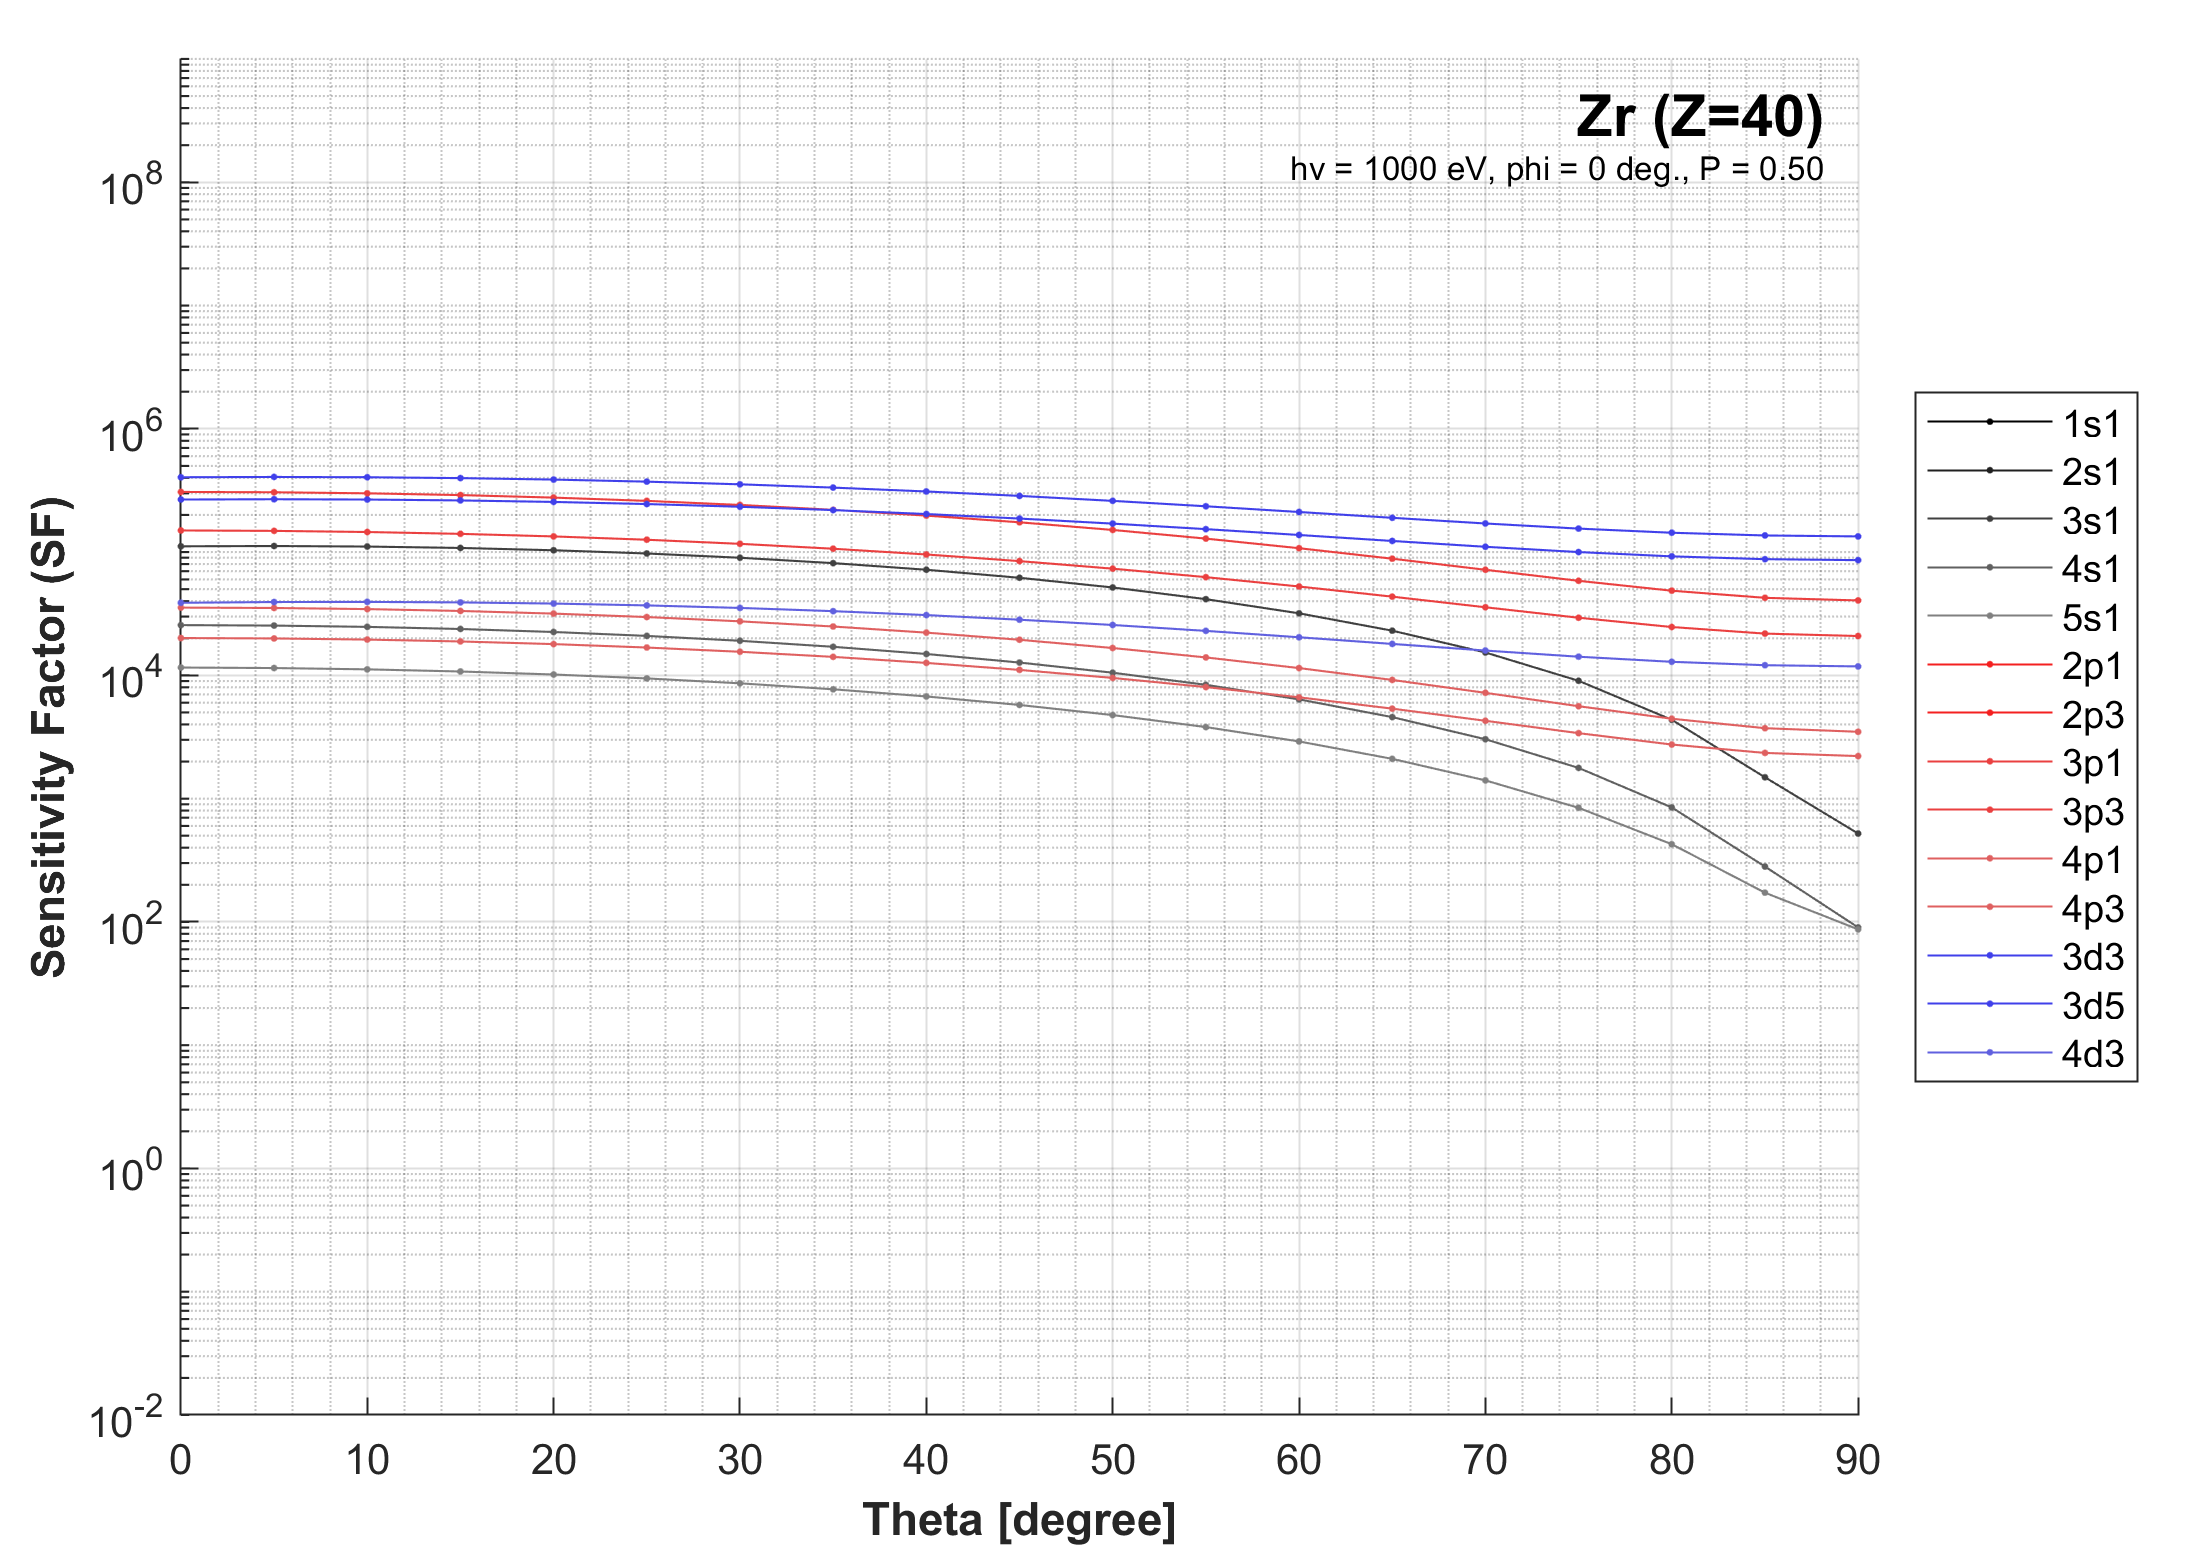 Zr (Z=40)
hv = 1000 eV, phi = 0 deg., P = 0.50
Sensitivity Factor (SF)
10^8
10^6
10^4
10^2
10^0
10^-2
0 10 20 30 40 50 60 70 80 90
Theta [degree]
1s1
2s1
3s1
4s1
5s1
2p1
2p3
3p1
3p3
4p1
4p3
3d3
3d5
4d3